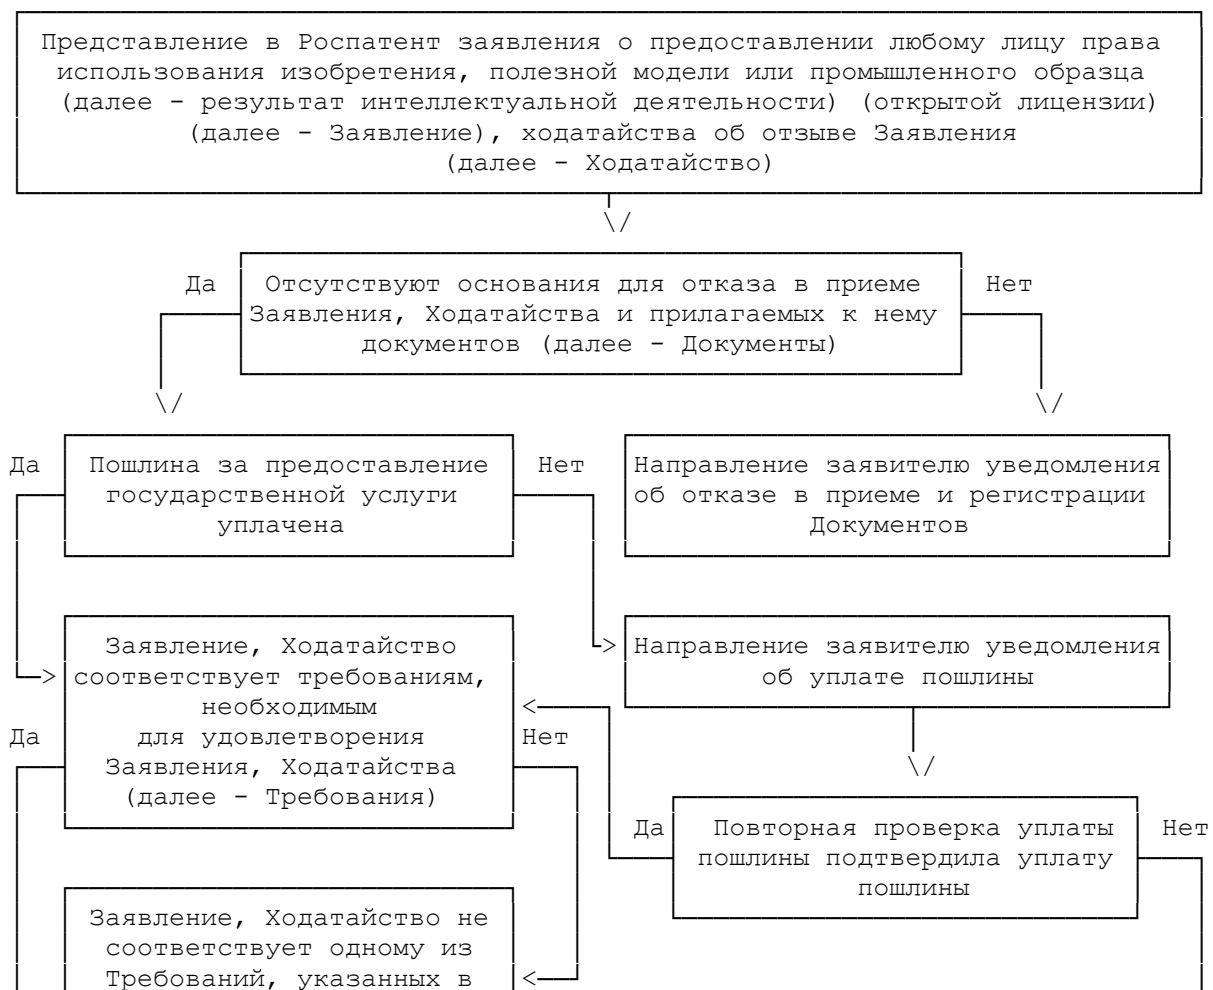 Представление в Роспатент заявления о предоставлении любому лицу права
использования изобретения, полезной модели или промышленного образца
(далее - результат интеллектуальной деятельности) (открытой лицензии)
(далее - Заявление), ходатайства об отзыве Заявления
(далее - Ходатайство)
Да
Отсутствуют основания для отказа в приеме
Заявления, Ходатайства и прилагаемых к нему
документов (далее - Документы)
Нет
Да
Пошлина за предоставление
государственной услуги
уплачена
Нет
Направление заявителю уведомления
об отказе в приеме и регистрации
Документов
Заявление, Ходатайство
соответствует требованиям,
необходимым
для удовлетворения
Заявления, Ходатайства
(далее - Требования)
Да
Нет
Направление заявителю уведомления
об уплате пошлины
Да
Повторная проверка уплаты
пошлины подтвердила уплату
пошлины
Нет
Заявление, Ходатайство не
соответствует одному из
Требований, указанных в